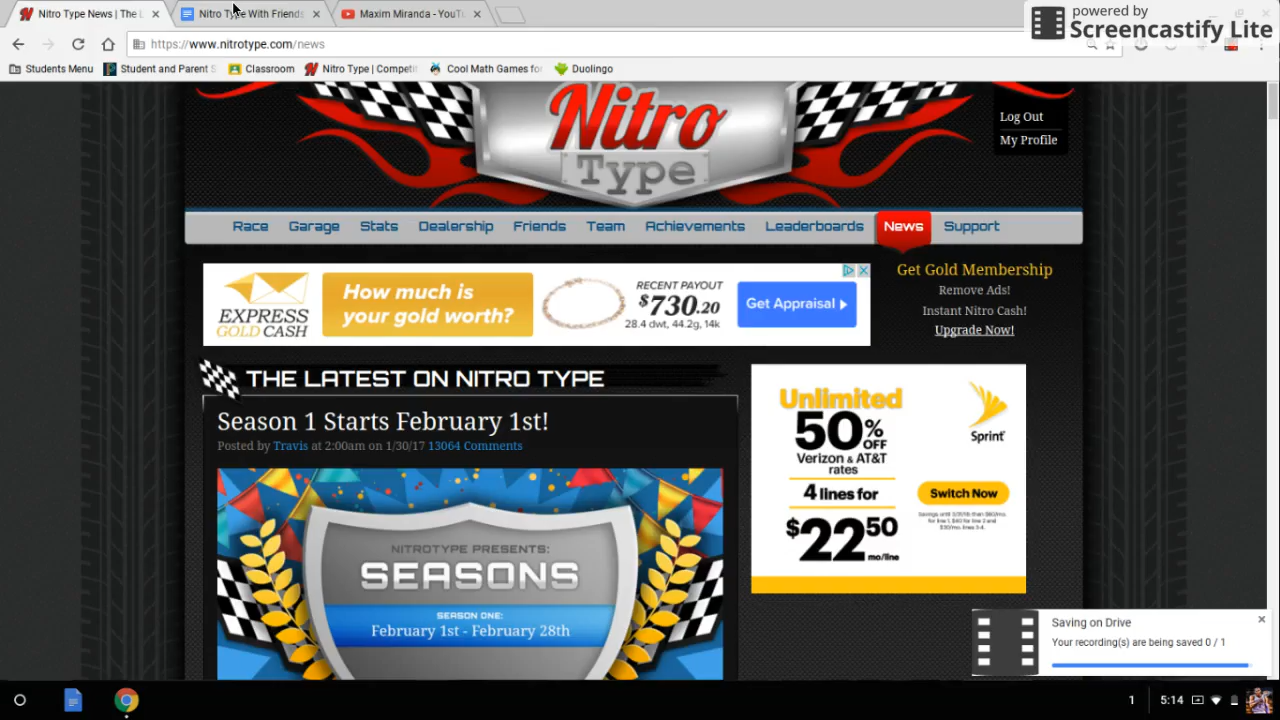 Nitro Type News | The L
Nitro Type With Friends
Maxim Miranda - YouTu
powered by
Screencastify Lite
https://www.nitrotype.com/news
Students Menu
Student and Parent S
Classroom
Nitro Type | Competit
Cool Math Games for
Duolingo
Nitro
Type
Log Out
My Profile
Race Garage Stats Dealership Friends Team Achievements Leaderboards News Support
EXPRESS
GOLD CASH
How much is
your gold worth?
RECENT PAYOUT
$730.20
28.4 dwt, 44.2g, 14k
Get Appraisal
Get Gold Membership
Remove Ads!
Instant Nitro Cash!
Upgrade Now!
THE LATEST ON NITRO TYPE
Season 1 Starts February 1st!
Posted by Travis at 2:00am on 1/30/17 13064 Comments
NITROTYPE PRESENTS:
SEASONS
SEASON ONE:
February 1st - February 28th
Unlimited
50% OFF
Verizon & AT&T
rates
4 lines for
$22.50
mo/line
Sprint
Switch Now
Saving on Drive
Your recording(s) are being saved 0 / 1
1
5:14